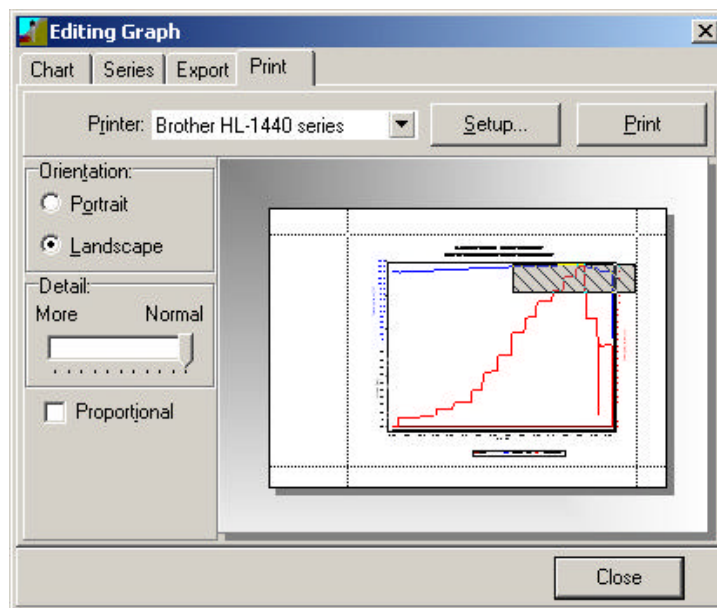 Editing Graph
Chart Series Export Print
Printer: Brother HL-1440 series Setup... Print
Orientation:
Portrait
Landscape
Detail:
More Normal
Proportional
Close